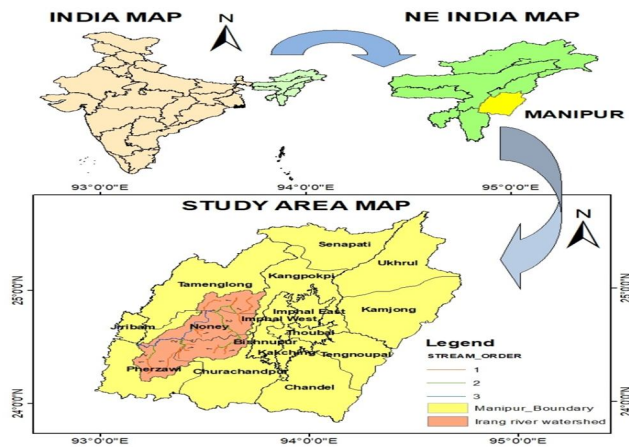 INDIA MAP
N
NE INDIA MAP
MANIPUR
93°0'0"E
94°0'0"E
95°0'0"E
STUDY AREA MAP
N
Senapati
Ukhrul
Kangpokpi
Tamenglong
25°0'0"N
25°0'0"N
Kamjong
Imphal East
Imphal West
Jiribam
Noney
Thoubal
Bishnupur
Kakching
Tengnoupal
Pherzawl
Churachandpur
Chandel
Legend
STREAM_ORDER
1
2
3
Manipur_Boundary
Irang river watershed
24°0'0"N
24°0'0"N
93°0'0"E
94°0'0"E
95°0'0"E